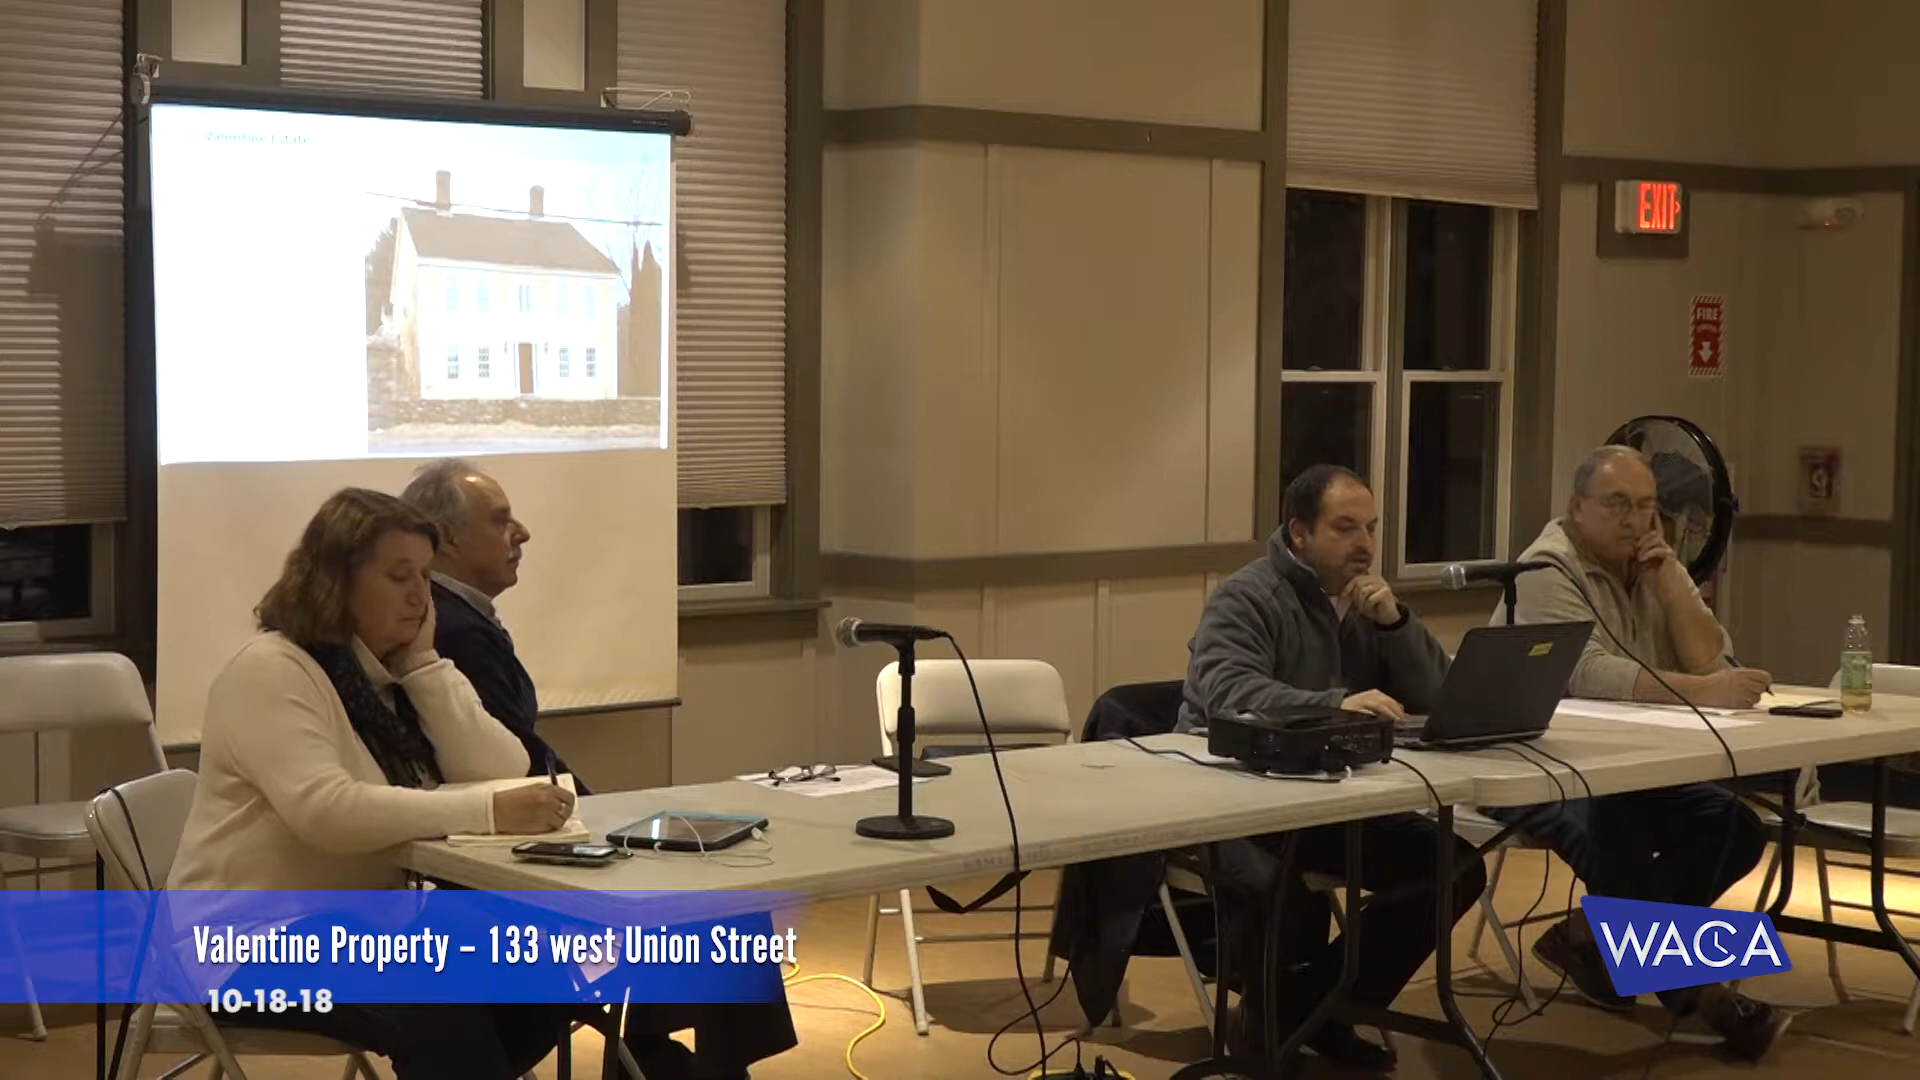 Valentine Estate
EXIT
FIRE
Valentine Property – 133 west Union Street
10-18-18
WACA